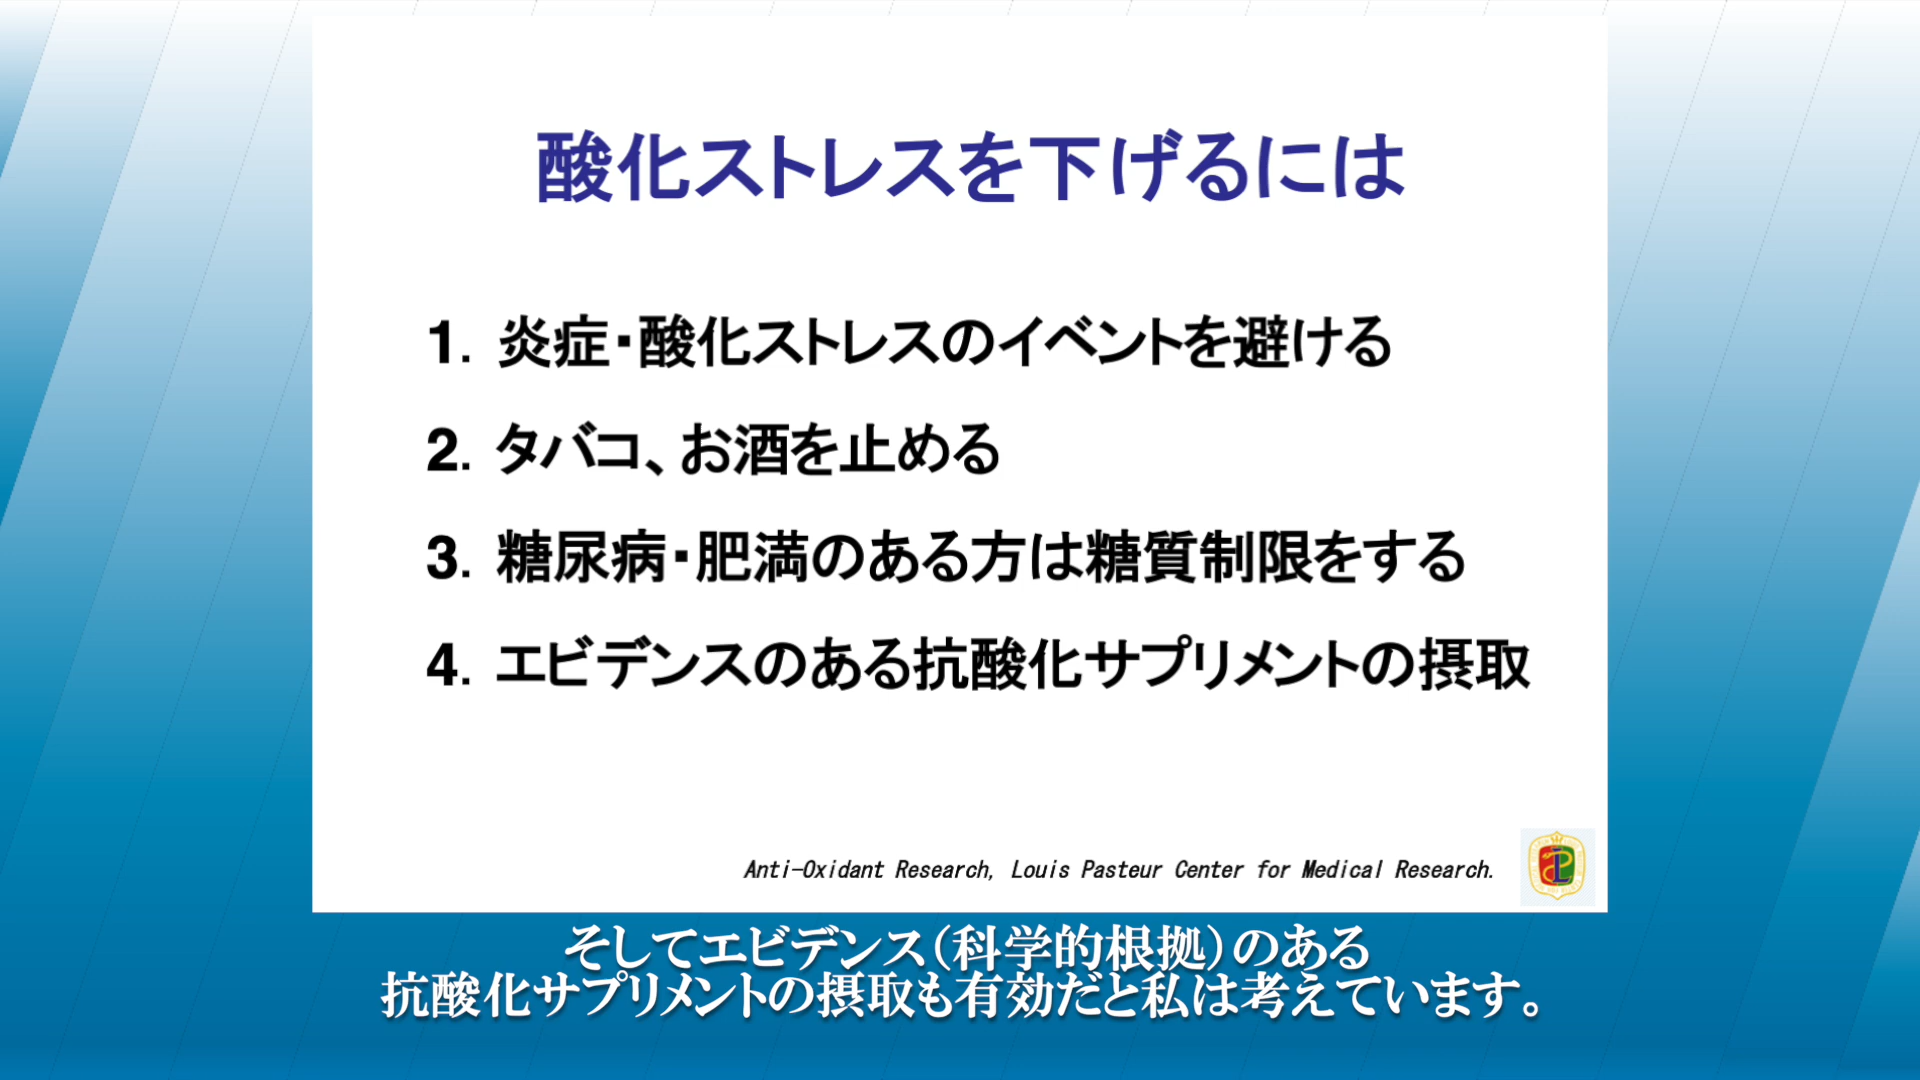 酸化ストレスを下げるには
1. 炎症・酸化ストレスのイベントを避ける
2. タバコ、お酒を止める
3. 糖尿病・肥満のある方は糖質制限をする
4. エビデンスのある抗酸化サプリメントの摂取
Anti-Oxidant Research, Louis Pasteur Center for Medical Research.
そしてエビデンス（科学的根拠）のある
抗酸化サプリメントの摂取も有効だと私は考えています。